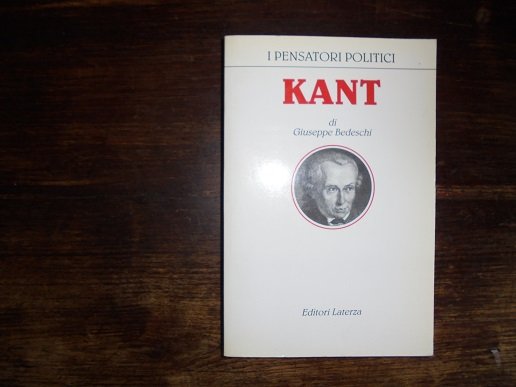 I PENSATORI POLITICI
KANT
di
Giuseppe Bedeschi
Editori Laterza